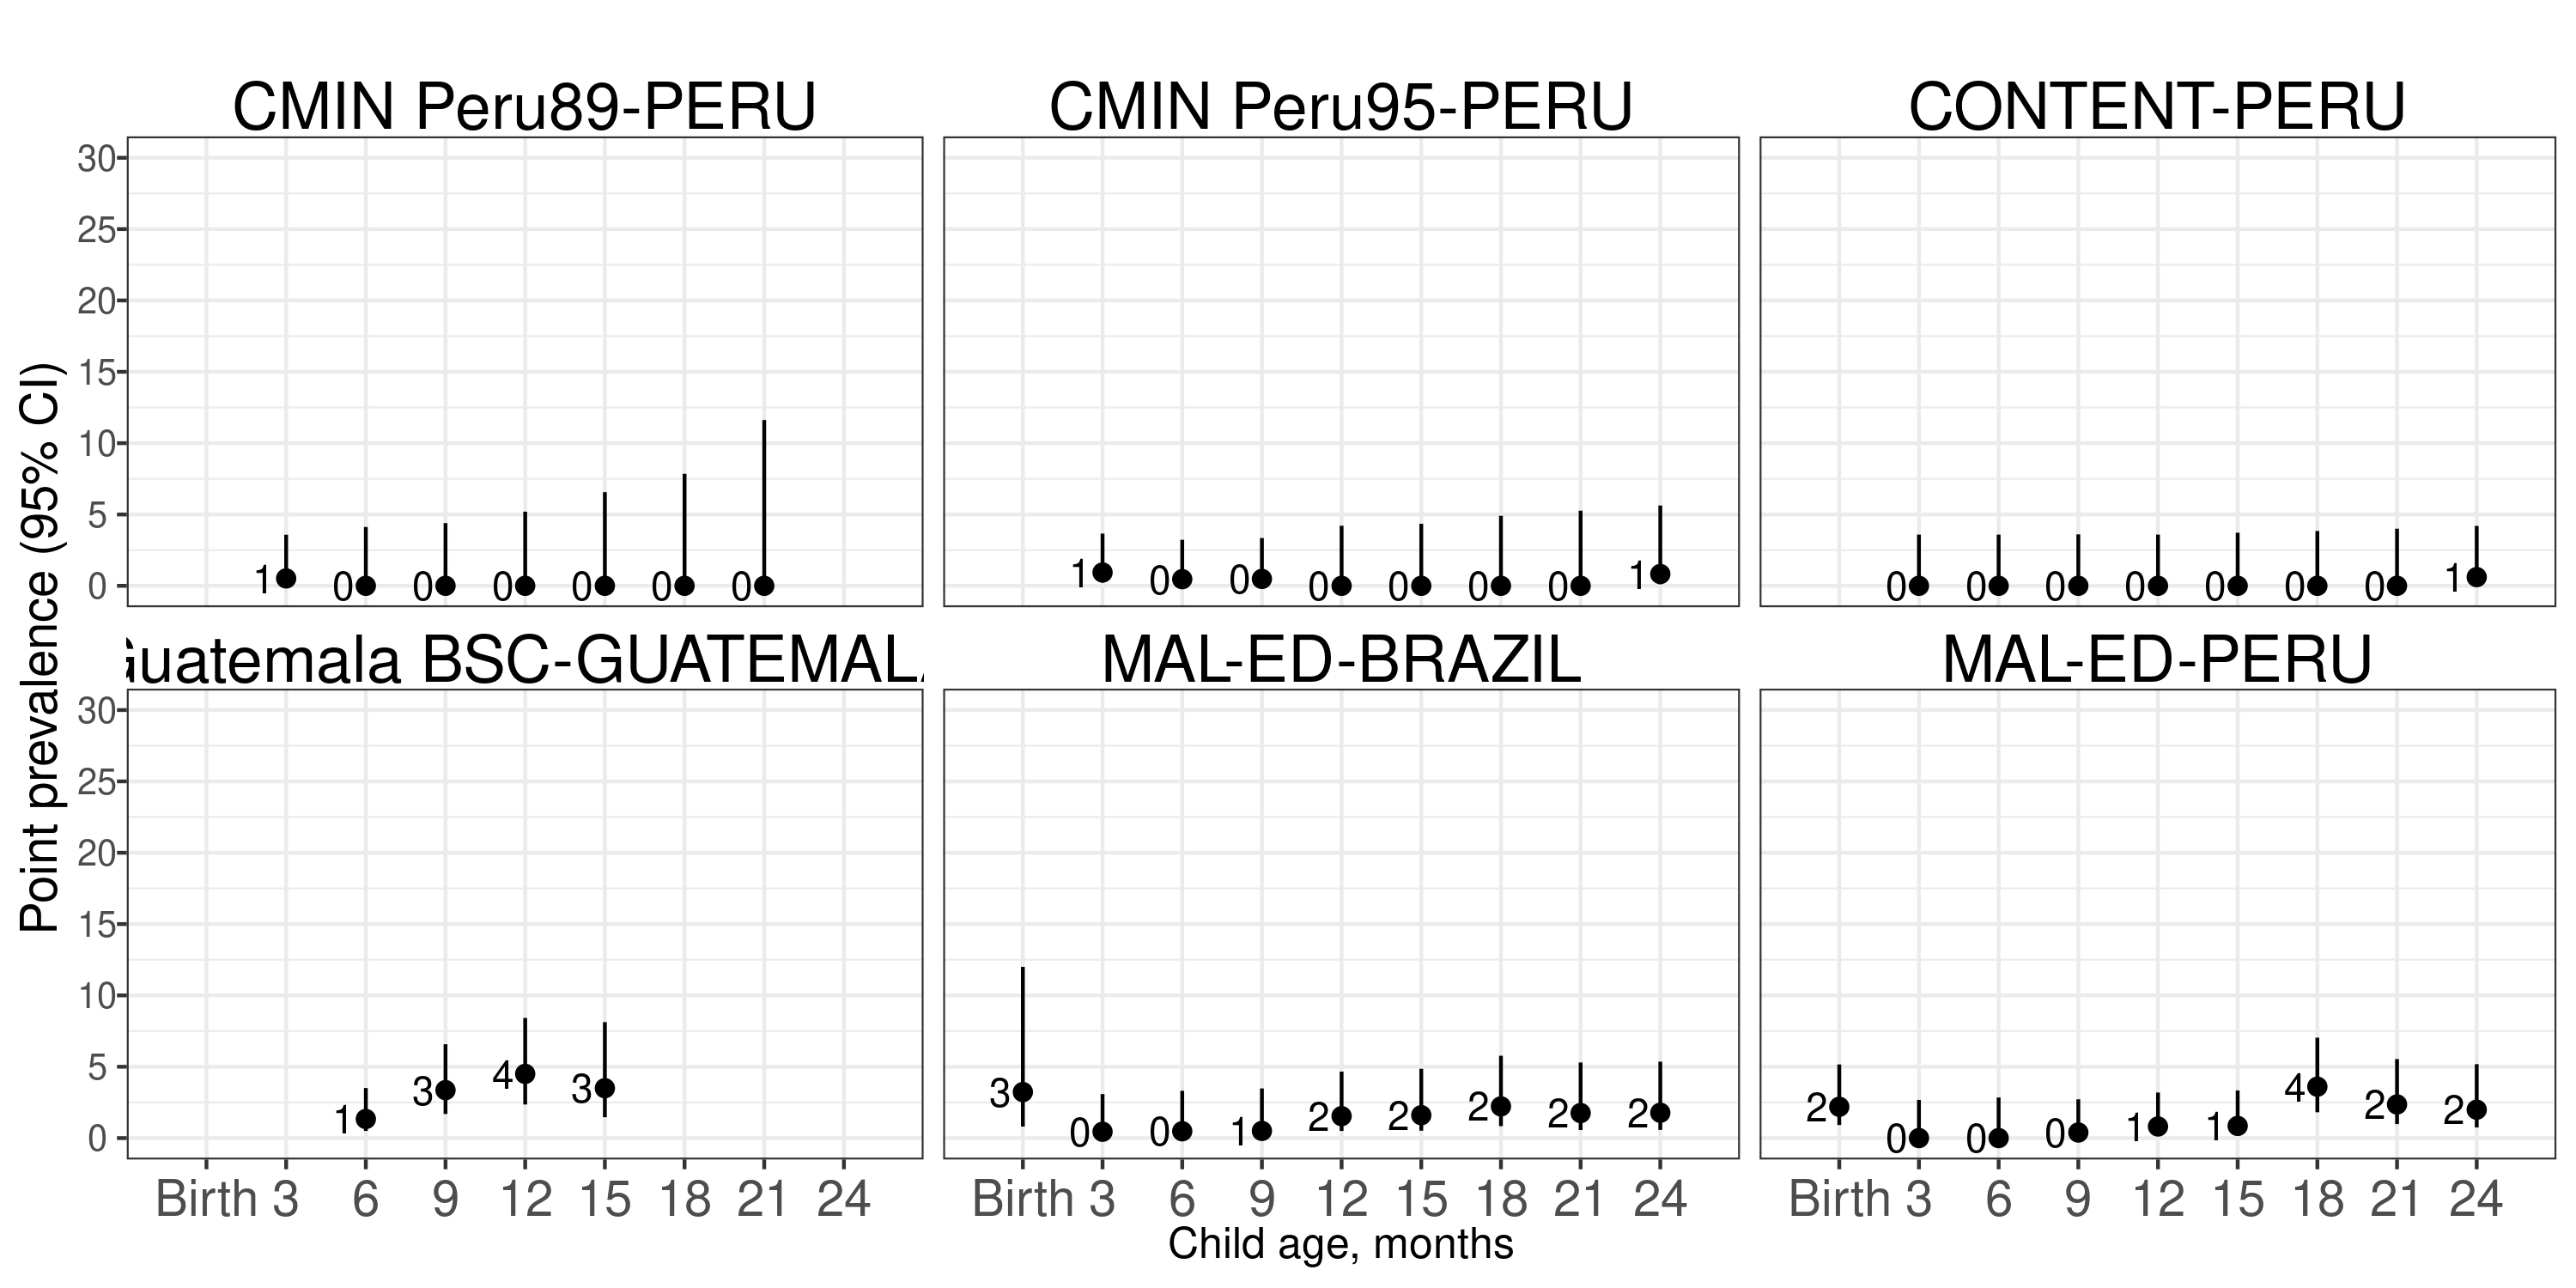 CMIN Peru89-PERU CMIN Peru95-PERU CONTENT-PERU
Point prevalence (95% CI)
30
25
20
15
10
5
0
1 0 0 0 0 0 0
1 0 0 0 0 0 0 1
0 0 0 0 0 0 0 1
Guatemala BSC-GUATEMALA MAL-ED-BRAZIL MAL-ED-PERU
30
25
20
15
10
5
0
1 3 4 3
3 0 0 1 2 2 2 2 2
2 0 0 0 1 1 4 2 2
Birth 3 6 9 12 15 18 21 24 Birth 3 6 9 12 15 18 21 24 Birth 3 6 9 12 15 18 21 24
Child age, months